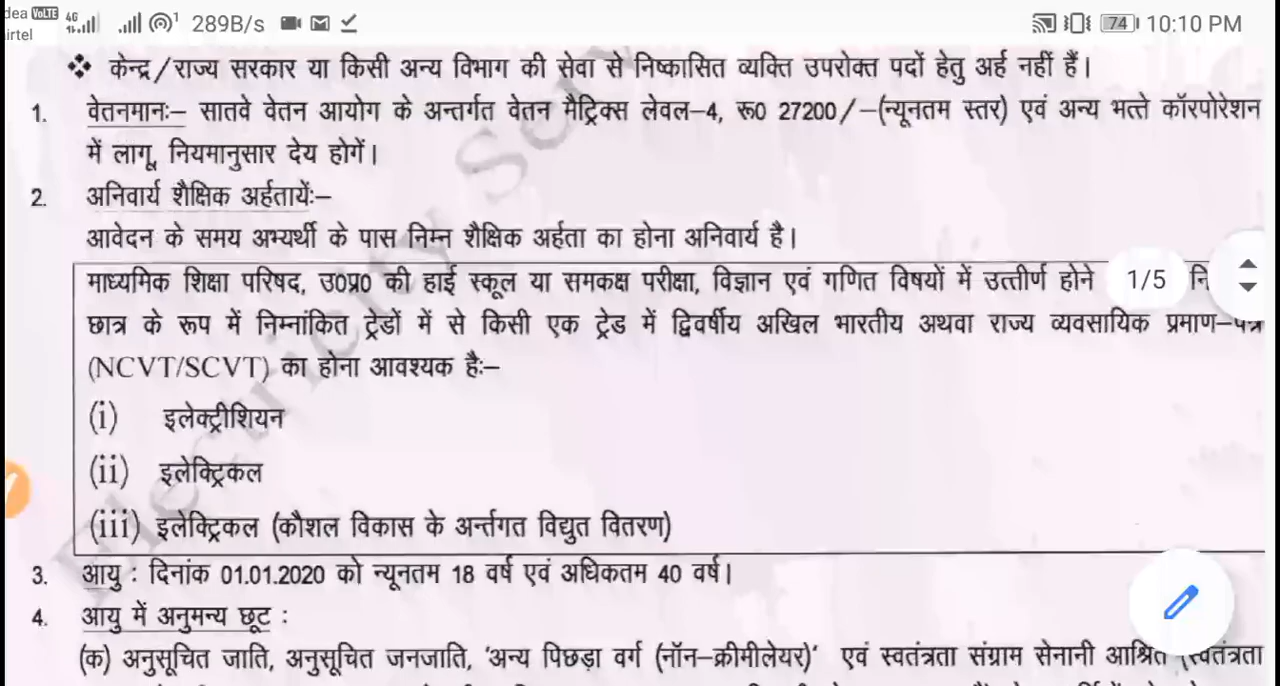 dea VoLTE 4G 289B/s 74 10:10 PM
irtel
❖ केन्द्र/राज्य सरकार या किसी अन्य विभाग की सेवा से निष्कासित व्यक्ति उपरोक्त पदों हेतु अर्ह नहीं हैं।
1. वेतनमानः– सातवे वेतन आयोग के अन्तर्गत वेतन मैट्रिक्स लेवल–4, रू0 27200/–(न्यूनतम स्तर) एवं अन्य भत्ते कॉरपोरेशन
में लागू, नियमानुसार देय होगें।
2. अनिवार्य शैक्षिक अर्हतायेंः–
आवेदन के समय अभ्यर्थी के पास निम्न शैक्षिक अर्हता का होना अनिवार्य है।
माध्यमिक शिक्षा परिषद, उ0प्र0 की हाई स्कूल या समकक्ष परीक्षा, विज्ञान एवं गणित विषयों में उत्तीर्ण होने 1/5 नि
छात्र के रूप में निम्नांकित ट्रेडों में से किसी एक ट्रेड में द्विवर्षीय अखिल भारतीय अथवा राज्य व्यवसायिक प्रमाण–पत्र
(NCVT/SCVT) का होना आवश्यक हैः–
(i) इलेक्ट्रीशियन
(ii) इलेक्ट्रिकल
(iii) इलेक्ट्रिकल (कौशल विकास के अर्न्तगत विद्युत वितरण)
3. आयु : दिनांक 01.01.2020 को न्यूनतम 18 वर्ष एवं अधिकतम 40 वर्ष।
4. आयु में अनुमन्य छूट :
(क) अनुसूचित जाति, अनुसूचित जनजाति, 'अन्य पिछड़ा वर्ग (नॉन–क्रीमीलेयर)' एवं स्वतंत्रता संग्राम सेनानी आश्रित (स्वतंत्रता
Electricity Ser